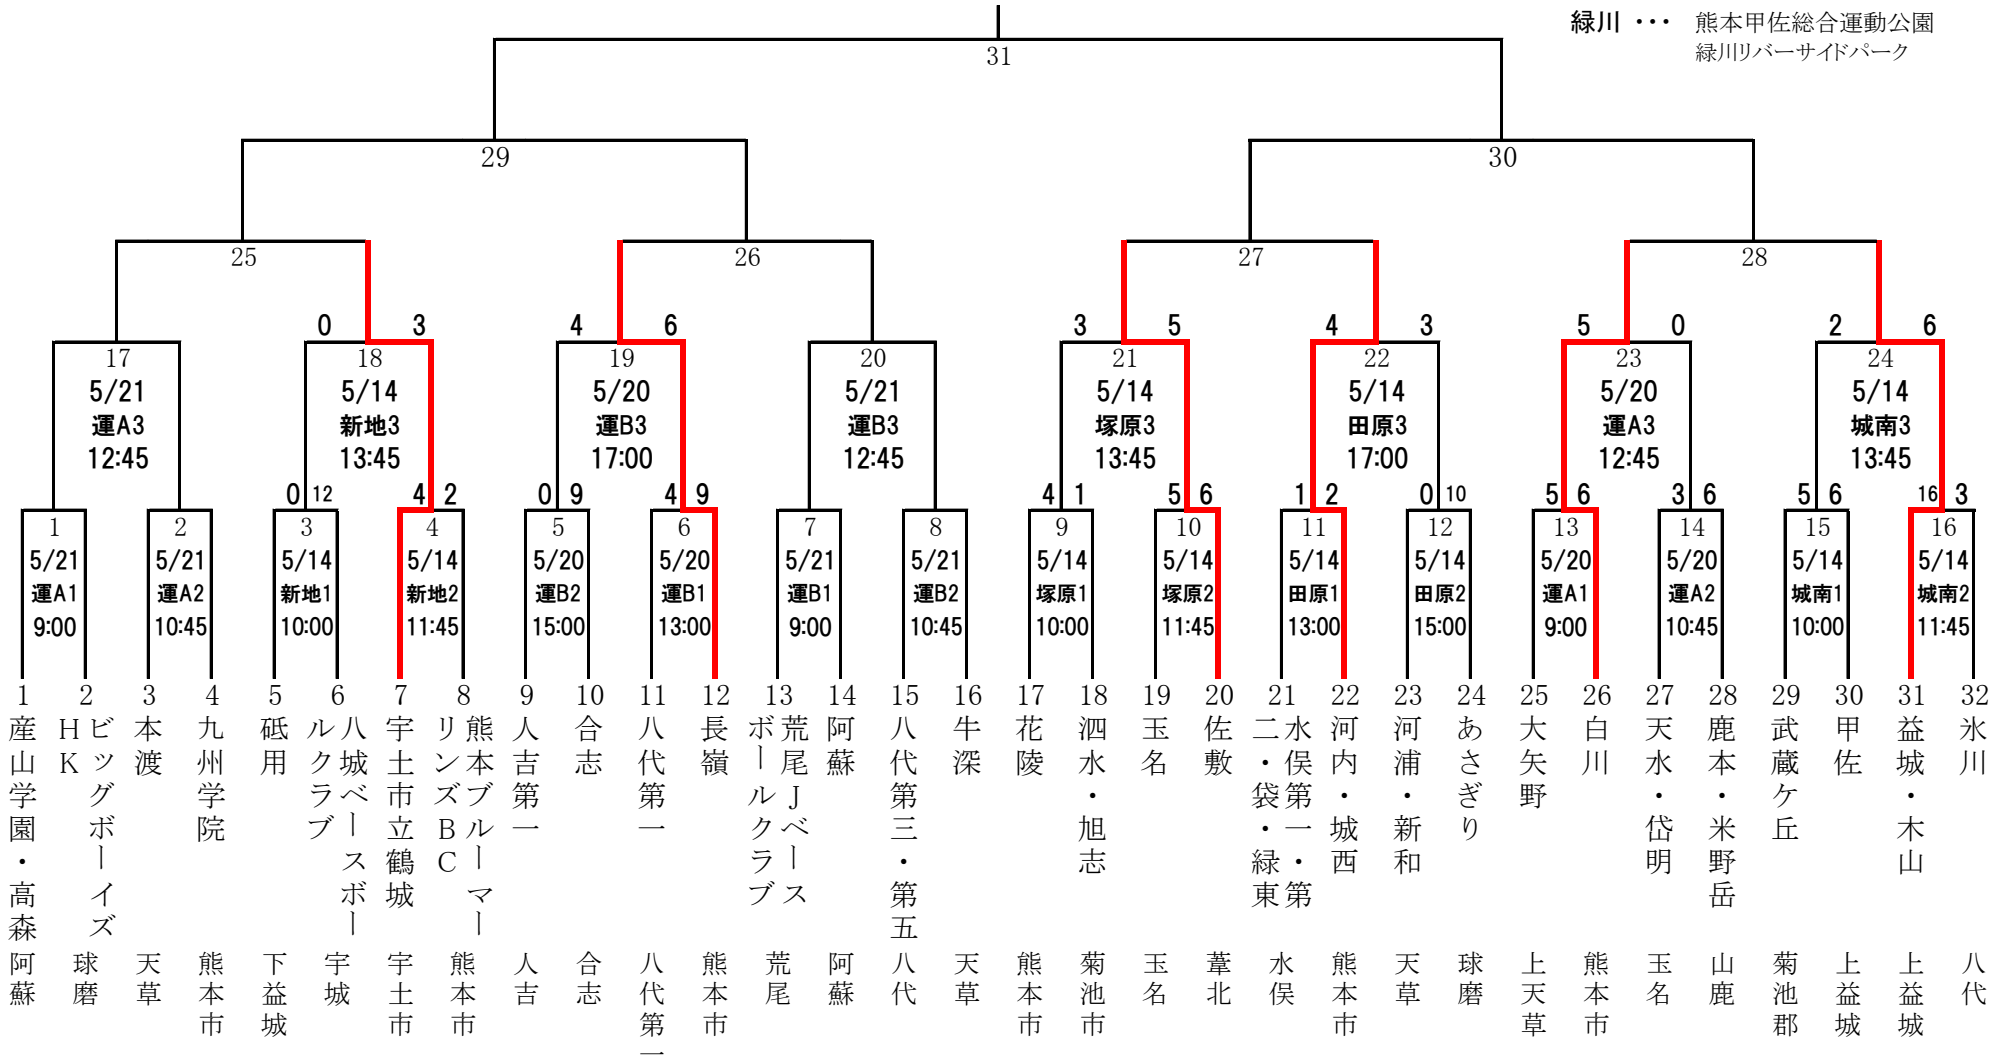 緑川 ・・・ 熊本甲佐総合運動公園
緑川リバーサイドパーク
31
29 30
25 26 27 28
0 3 4 6 3 5 4 3 5 0 2 6
17 18 19 20 21 22 23 24
5/21 5/14 5/20 5/21 5/14 5/14 5/20 5/14
運A3 新地3 運B3 運B3 塚原3 田原3 運A3 城南3
12:45 13:45 17:00 12:45 13:45 17:00 12:45 13:45
0 12 4 2 0 9 4 9 4 1 5 6 1 2 0 10 5 6 3 6 5 6 16 3
1 2 3 4 5 6 7 8 9 10 11 12 13 14 15 16
5/21 5/21 5/14 5/14 5/20 5/20 5/21 5/21 5/14 5/14 5/14 5/14 5/20 5/20 5/14 5/14
運A1 運A2 新地1 新地2 運B2 運B1 運B1 運B2 塚原1 塚原2 田原1 田原2 運A1 運A2 城南1 城南2
9:00 10:45 10:00 11:45 15:00 13:00 9:00 10:45 10:00 11:45 13:00 15:00 9:00 10:45 10:00 11:45
1 2 3 4 5 6 7 8 9 10 11 12 13 14 15 16 17 18 19 20 21 22 23 24 25 26 27 28 29 30 31 32
産山学園・高森
ビッグボーイズ
HK
本渡
九州学院
砥用
八城ベースボー
ルクラブ
宇土市立鶴城
熊本ブルーマー
リンズBC
人吉第一
合志
八代第一
長嶺
荒尾Jベース
ボールクラブ
阿蘇
八代第三・第五
牛深
花陵
泗水・旭志
玉名
佐敷
水俣第一・第
二・袋・緑東
河内・城西
河浦・新和
あさぎり
大矢野
白川
天水・岱明
鹿本・米野岳
武蔵ケ丘
甲佐
益城・木山
氷川
阿蘇
球磨
天草
熊本市
下益城
宇城
宇土市
熊本市
人吉
合志
八代第一
熊本市
荒尾
阿蘇
八代
天草
熊本市
菊池市
玉名
葦北
水俣
熊本市
天草
球磨
上天草
熊本市
玉名
山鹿
菊池郡
上益城
上益城
八代